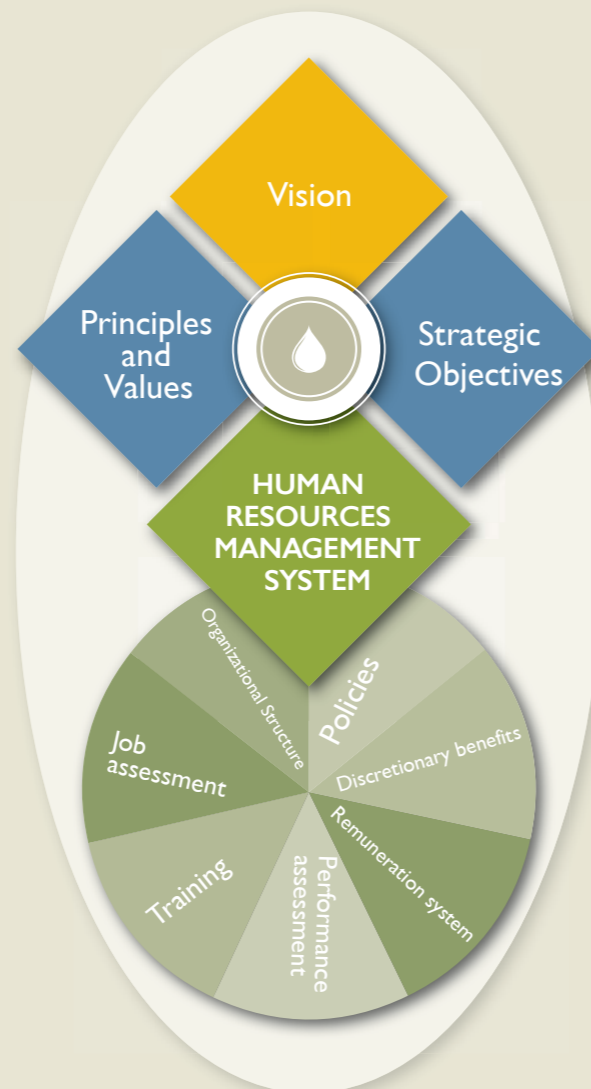 Vision
Principles
and
Values
Strategic
Objectives
HUMAN
RESOURCES
MANAGEMENT
SYSTEM
Organizational Structure
Policies
Job
assessment
Discretionary benefits
Training
Performance
assessment
Remuneration system